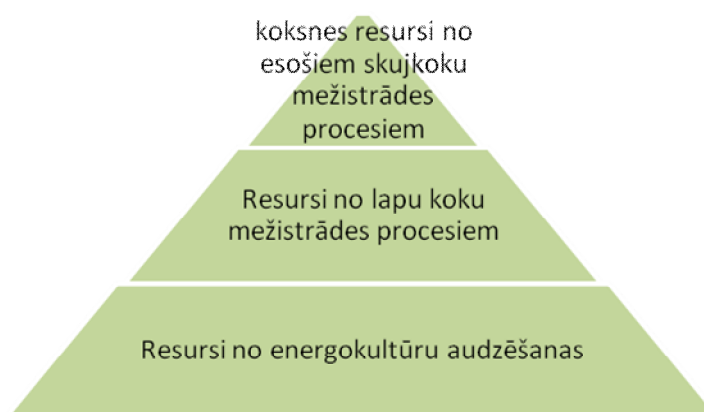 koksnes resursi no
esošiem skujkoku
mežistrādes
procesiem
Resursi no lapu koku
mežistrādes procesiem
Resursi no energokultūru audzēšanas